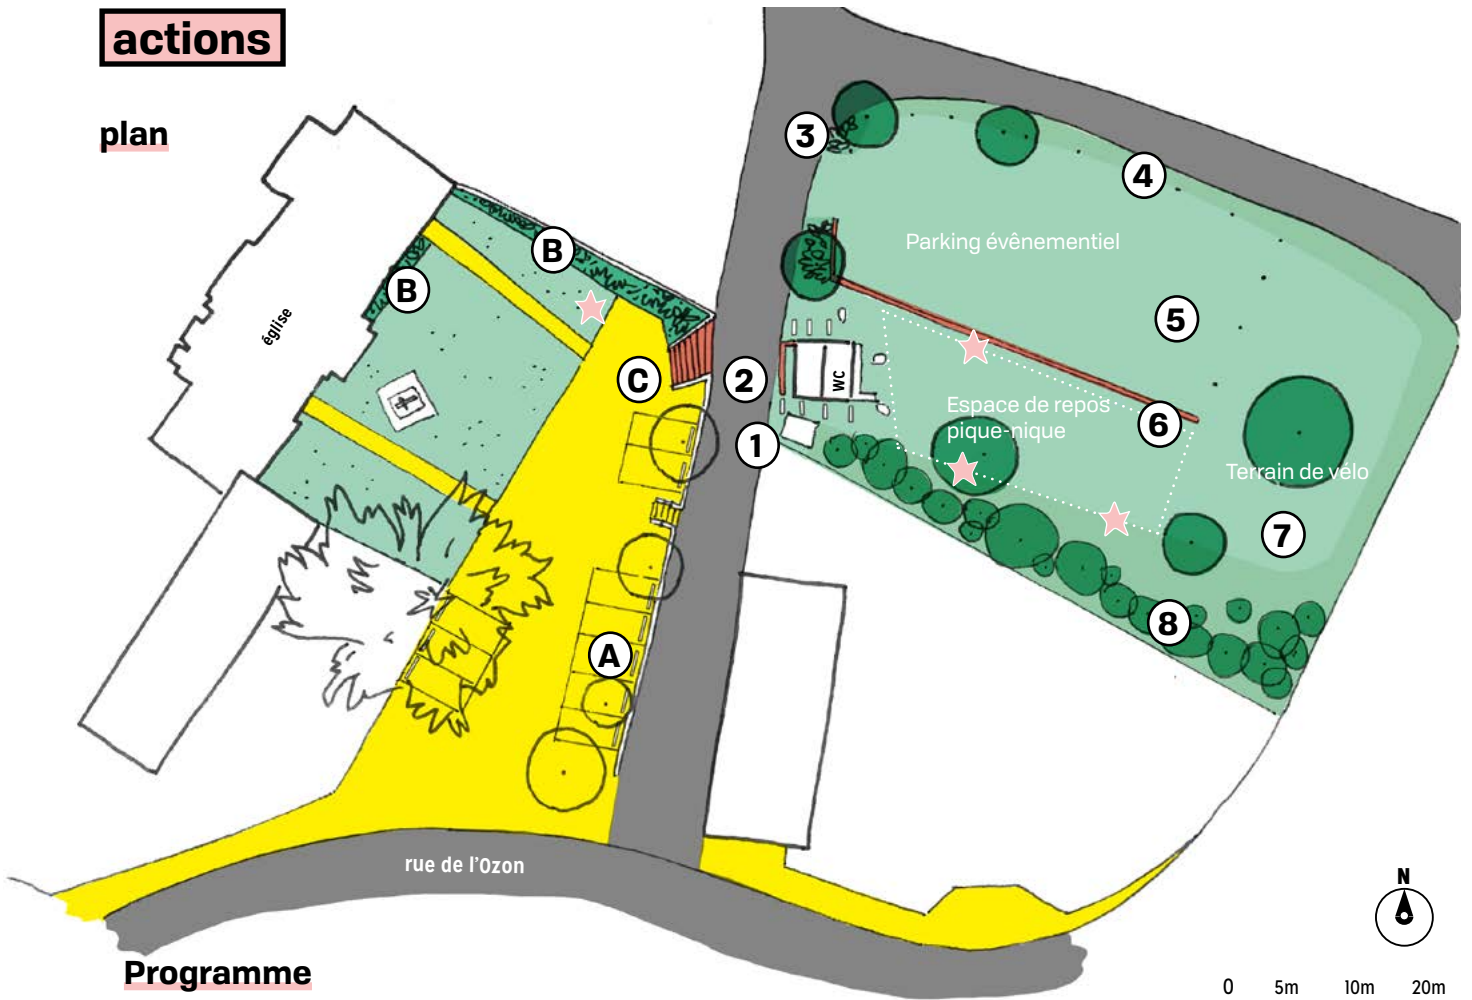 actions
plan
3
4
Parking évênementiel
B
B
église
5
C
2
WC
Espace de repos
pique-nique
6
1
Terrain de vélo
7
8
A
rue de l'Ozon
N
Programme
0 5m 10m 20m